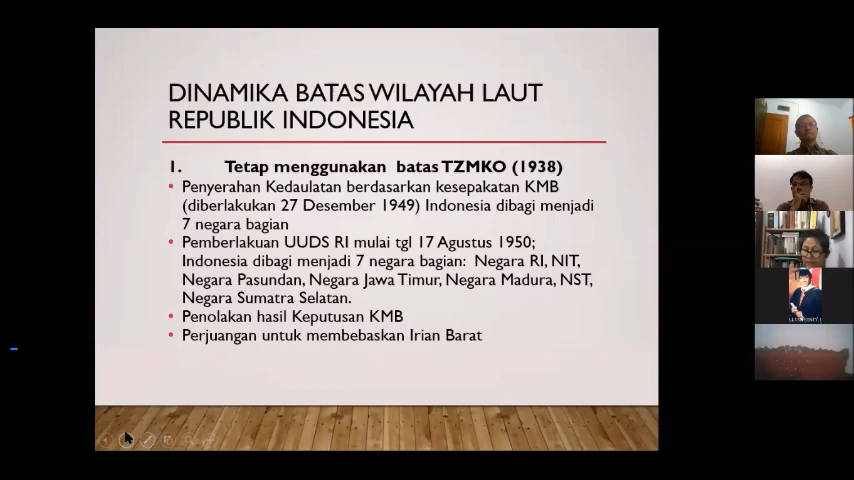 DINAMIKA BATAS WILAYAH LAUT
REPUBLIK INDONESIA
1. Tetap menggunakan batas TZMKO (1938)
• Penyerahan Kedaulatan berdasarkan kesepakatan KMB
(diberlakukan 27 Desember 1949) Indonesia dibagi menjadi
7 negara bagian
• Pemberlakuan UUDS RI mulai tgl 17 Agustus 1950;
Indonesia dibagi menjadi 7 negara bagian: Negara RI, NIT,
Negara Pasundan, Negara Jawa Timur, Negara Madura, NST,
Negara Sumatra Selatan.
• Penolakan hasil Keputusan KMB
• Perjuangan untuk membebaskan Irian Barat